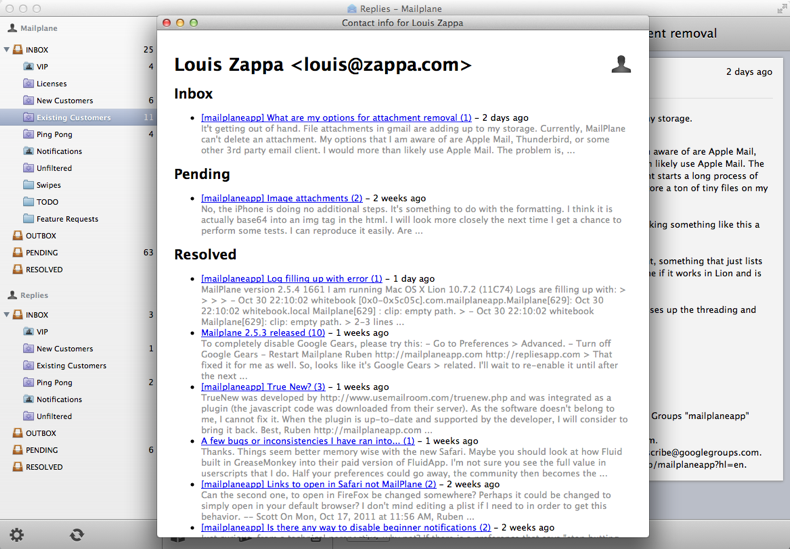 Replies – Mailplane
Contact info for Louis Zappa
Mailplane
INBOX 25
VIP 4
Licenses
New Customers 6
Existing Customers 11
Ping Pong 4
Notifications
Unfiltered
Swipes
TODO
Feature Requests
OUTBOX
PENDING 63
RESOLVED
Replies
INBOX 3
VIP
New Customers 1
Existing Customers
Ping Pong 2
Notifications
Unfiltered
OUTBOX
PENDING 6
RESOLVED
Louis Zappa <louis@zappa.com>
Inbox
[mailplaneapp] What are my options for attachment removal (1) – 2 days ago
It't getting out of hand. File attachments in gmail are adding up to my storage. Currently, MailPlane
can't delete an attachment. My options that I am aware of are Apple Mail, Thunderbird, or some
other 3rd party email client. I would more than likely use Apple Mail. The problem is, ...
Pending
[mailplaneapp] Image attachments (2) – 2 weeks ago
No, the iPhone is doing no additional steps. It's something to do with the formatting. I think it is
actually base64 into an img tag in the html. I will look more closely the next time I get a chance to
perform some tests. I can reproduce it easily. Are ...
Resolved
[mailplaneapp] Log filling up with error (1) – 1 day ago
MailPlane version 2.5.4 1661 I am running Mac OS X Lion 10.7.2 (11C74) Logs are filling up with: >
> > > > – Oct 30 22:10:02 whitebook [0x0-0x5c05c].com.mailplaneapp.Mailplane[629]: Oct 30
22:10:02 whitebook.local Mailplane[629] : clip: empty path. > – Oct 30 22:10:02 whitebook
Mailplane[629]: clip: empty path. > 2-3 lines ...
Mailplane 2.5.3 released (10) – 1 weeks ago
To completely disable Google Gears, please try this: – Go to Preferences > Advanced. – Turn off
Google Gears – Restart Mailplane Ruben http://mailplaneapp.com http://repliesapp.com > That
fixed it for me as well. So, looks like it's Google Gears > related. I'll wait to re-enable it until after
the next ...
[mailplaneapp] True New? (3) – 1 weeks ago
TrueNew was developed by http://www.usemailroom.com/truenew.php and was integrated as a
plugin (the javascript code was downloaded from their server). As the software doesn't belong to
me, I cannot fix it. When the plugin is up-to-date and supported by the developer, I will consider to
bring it back. Best, Ruben http://mailplaneapp.com ...
A few bugs or inconsistencies I have ran into... (1) – 1 weeks ago
Thanks. Things seem better memory wise with the new Safari. Maybe you should look at how Fluid
built in GreaseMonkey into their paid version of FluidApp. I'm not sure you see the full value in
userscripts that I do. Half your preferences could go away, the community then becomes the ...
[mailplaneapp] Links to open in Safari not MailPlane (2) – 2 weeks ago
Can the second one, to open in FireFox be changed somewhere? Perhaps it could be changed to
simply open in your default browser? I don't mind editing a plist if I need to in order to get this
behavior. -- Scott On Mon, Oct 17, 2011 at 11:56 AM, Ruben ...
[mailplaneapp] Is there any way to disable beginner notifications (2) – 2 weeks ago
ent removal
2 days ago
y storage.
aware of are Apple Mail,
likely use Apple Mail. The
nt starts a long process of
ore a ton of tiny files on my
king something like this a
t, something that just lists
e if it works in Lion and is
ses up the threading and
Groups "mailplaneapp"
m.
scribe@googlegroups.com.
p/mailplaneapp?hl=en.